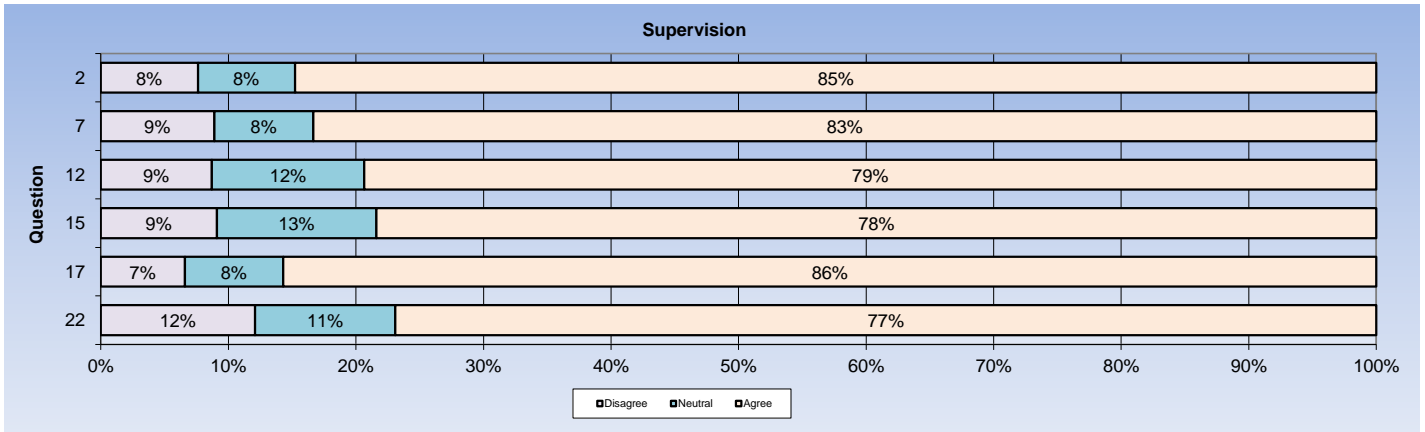 Supervision
2 8% 8% 85%
7 9% 8% 83%
12 9% 12% 79%
15 9% 13% 78%
17 7% 8% 86%
22 12% 11% 77%
Question
0% 10% 20% 30% 40% 50% 60% 70% 80% 90% 100%
Disagree Neutral Agree